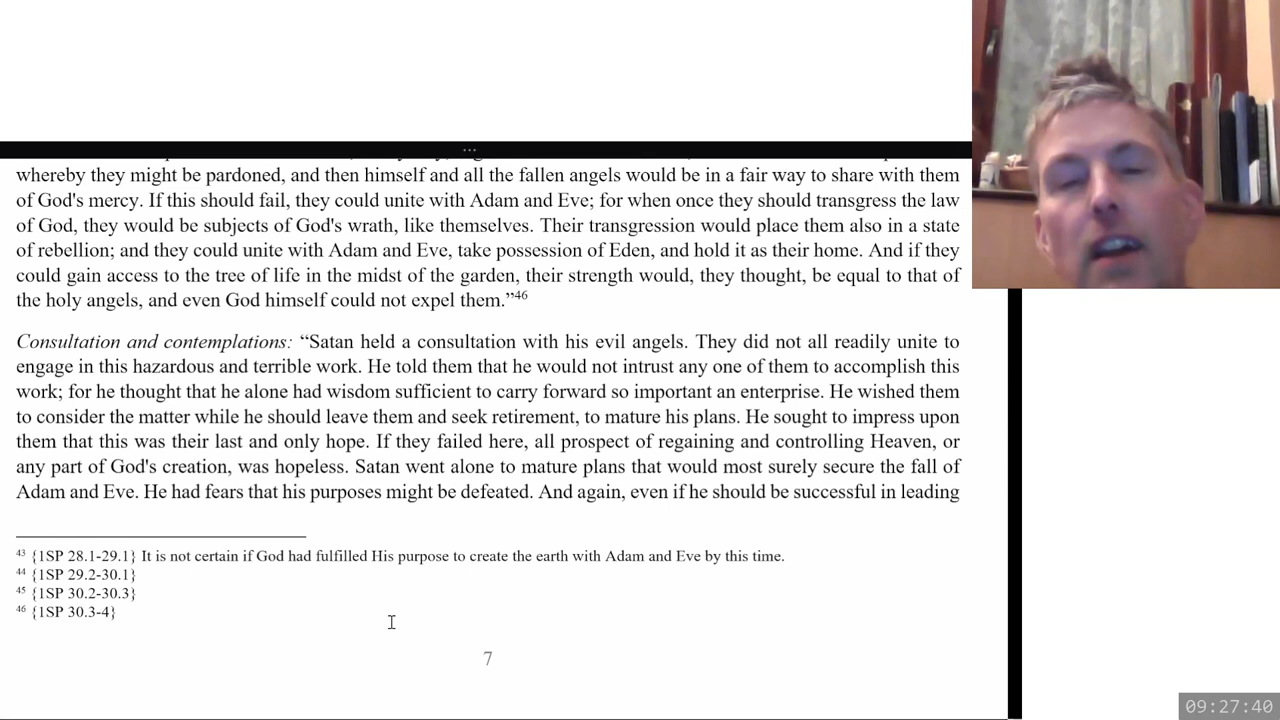 whereby they might be pardoned, and then himself and all the fallen angels would be in a fair way to share with them
of God's mercy. If this should fail, they could unite with Adam and Eve; for when once they should transgress the law
of God, they would be subjects of God's wrath, like themselves. Their transgression would place them also in a state
of rebellion; and they could unite with Adam and Eve, take possession of Eden, and hold it as their home. And if they
could gain access to the tree of life in the midst of the garden, their strength would, they thought, be equal to that of
the holy angels, and even God himself could not expel them.”46
Consultation and contemplations: “Satan held a consultation with his evil angels. They did not all readily unite to
engage in this hazardous and terrible work. He told them that he would not intrust any one of them to accomplish this
work; for he thought that he alone had wisdom sufficient to carry forward so important an enterprise. He wished them
to consider the matter while he should leave them and seek retirement, to mature his plans. He sought to impress upon
them that this was their last and only hope. If they failed here, all prospect of regaining and controlling Heaven, or
any part of God's creation, was hopeless. Satan went alone to mature plans that would most surely secure the fall of
Adam and Eve. He had fears that his purposes might be defeated. And again, even if he should be successful in leading
43 {1SP 28.1-29.1} It is not certain if God had fulfilled His purpose to create the earth with Adam and Eve by this time.
44 {1SP 29.2-30.1}
45 {1SP 30.2-30.3}
46 {1SP 30.3-4}
7
09:27:40